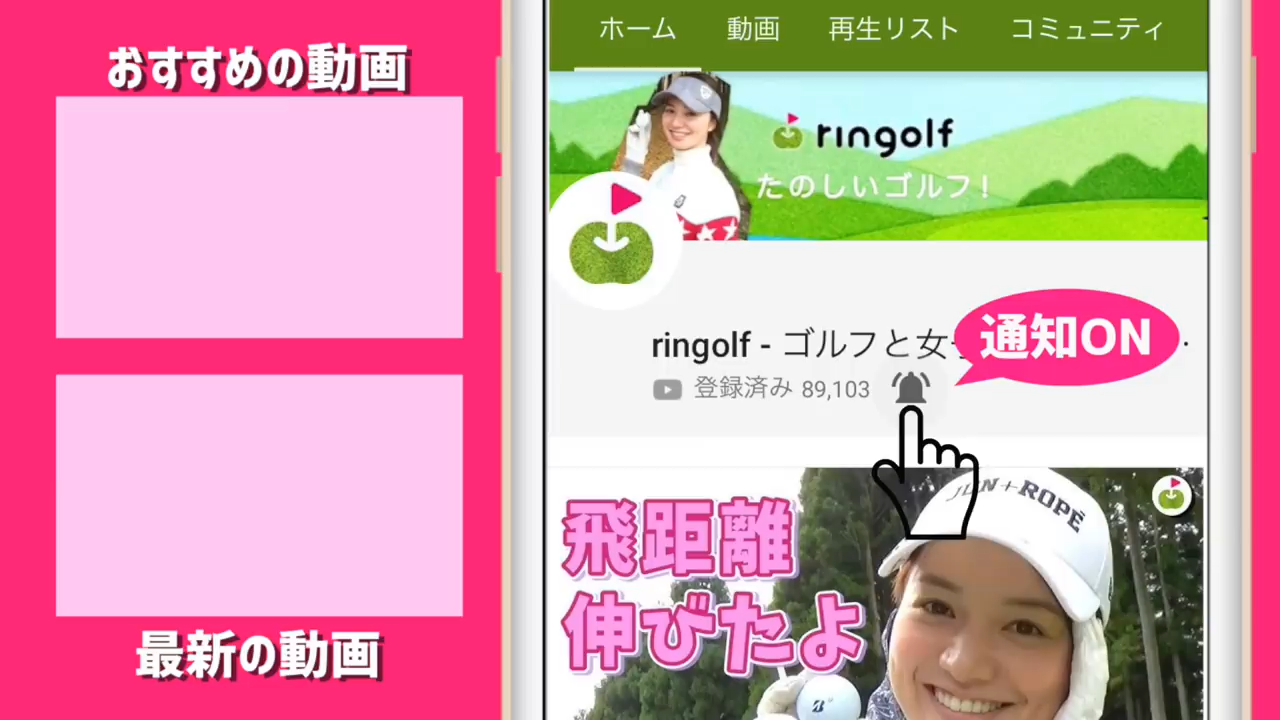 おすすめの動画
最新の動画
ホーム 動画 再生リスト コミュニティ
ringolf
たのしいゴルフ!
ringolf - ゴルフと女
通知ON
登録済み 89,103
JUN+ROPÉ
飛距離
伸びたよ
B